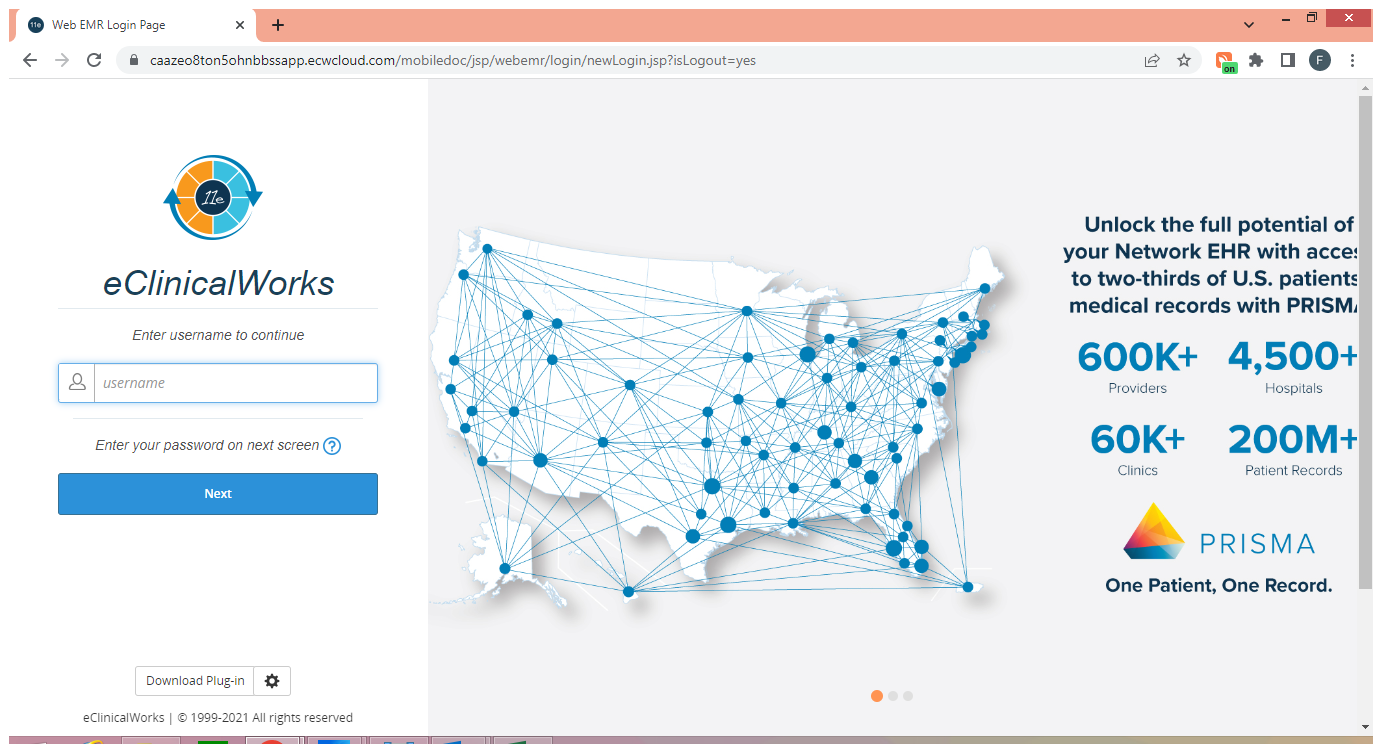 Web EMR Login Page
caazeo8ton5ohnbbssapp.ecwcloud.com/mobiledoc/jsp/webemr/login/newLogin.jsp?isLogout=yes
on
F
11e
11e
eClinicalWorks
Enter username to continue
username
Enter your password on next screen ?
Next
Download Plug-in
eClinicalWorks | © 1999-2021 All rights reserved
Unlock the full potential of
your Network EHR with acces
to two-thirds of U.S. patients
medical records with PRISMA
600K+ 4,500+
Providers Hospitals
60K+ 200M+
Clinics Patient Records
PRISMA
One Patient, One Record.